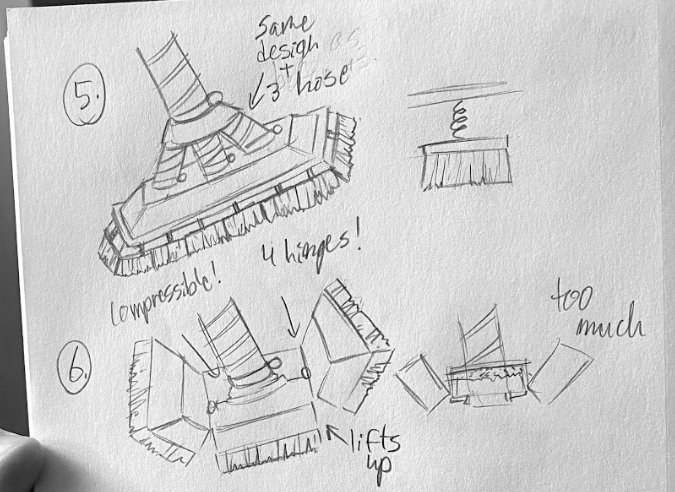 5.
same
design
+
3 hose
compressible!
4 hinges!
6.
too
much
lifts
up